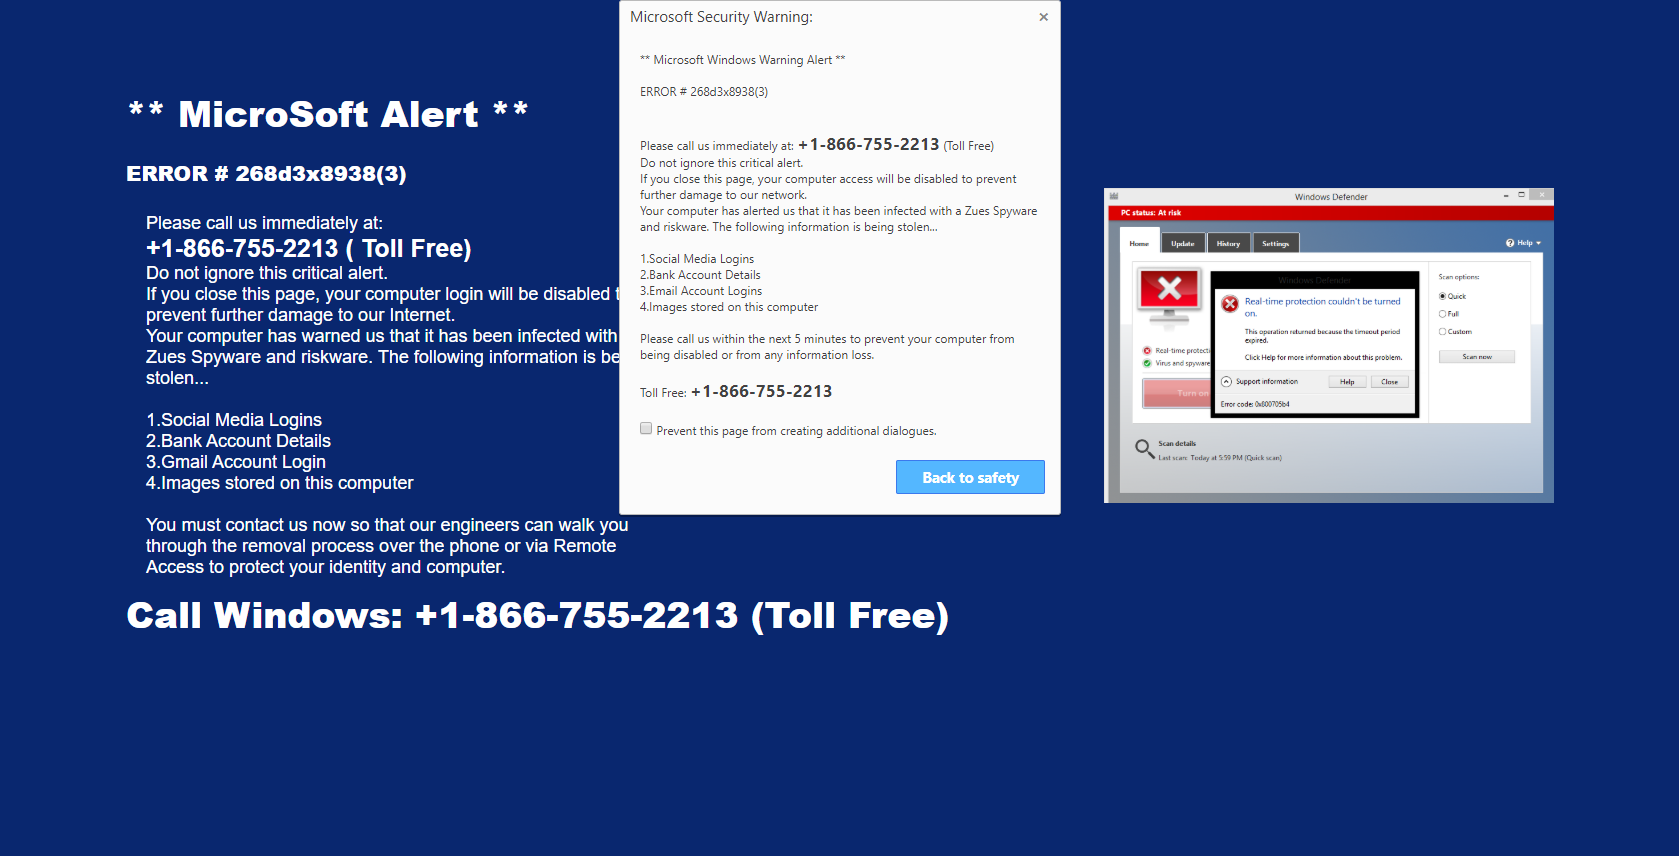 ** MicroSoft Alert **
ERROR # 268d3x8938(3)
Please call us immediately at:
+1-866-755-2213 ( Toll Free)
Do not ignore this critical alert.
If you close this page, your computer login will be disabled
prevent further damage to our Internet.
Your computer has warned us that it has been infected with
Zues Spyware and riskware. The following information is be
stolen...
1.Social Media Logins
2.Bank Account Details
3.Gmail Account Login
4.Images stored on this computer
You must contact us now so that our engineers can walk you
through the removal process over the phone or via Remote
Access to protect your identity and computer.
Call Windows: +1-866-755-2213 (Toll Free)
Microsoft Security Warning:
** Microsoft Windows Warning Alert **
ERROR # 268d3x8938(3)
Please call us immediately at: +1-866-755-2213 (Toll Free)
Do not ignore this critical alert.
If you close this page, your computer access will be disabled to prevent
further damage to our network.
Your computer has alerted us that it has been infected with a Zues Spyware
and riskware. The following information is being stolen...
1.Social Media Logins
2.Bank Account Details
3.Email Account Logins
4.Images stored on this computer
Please call us within the next 5 minutes to prevent your computer from
being disabled or from any information loss.
Toll Free: +1-866-755-2213
Prevent this page from creating additional dialogues.
Back to safety
Windows Defender
PC status: At risk
Home
Update
History
Settings
Help
Windows Defender
Real-time protection couldn't be turned
on.
This operation returned because the timeout period
expired.
Click Help for more information about this problem.
Support information
Help
Close
Error code: 0x800705b4
Real-time protecti
Virus and spyware
Turn on
Scan options:
Quick
Full
Custom
Scan now
Scan details
Last scan: Today at 5:59 PM (Quick scan)